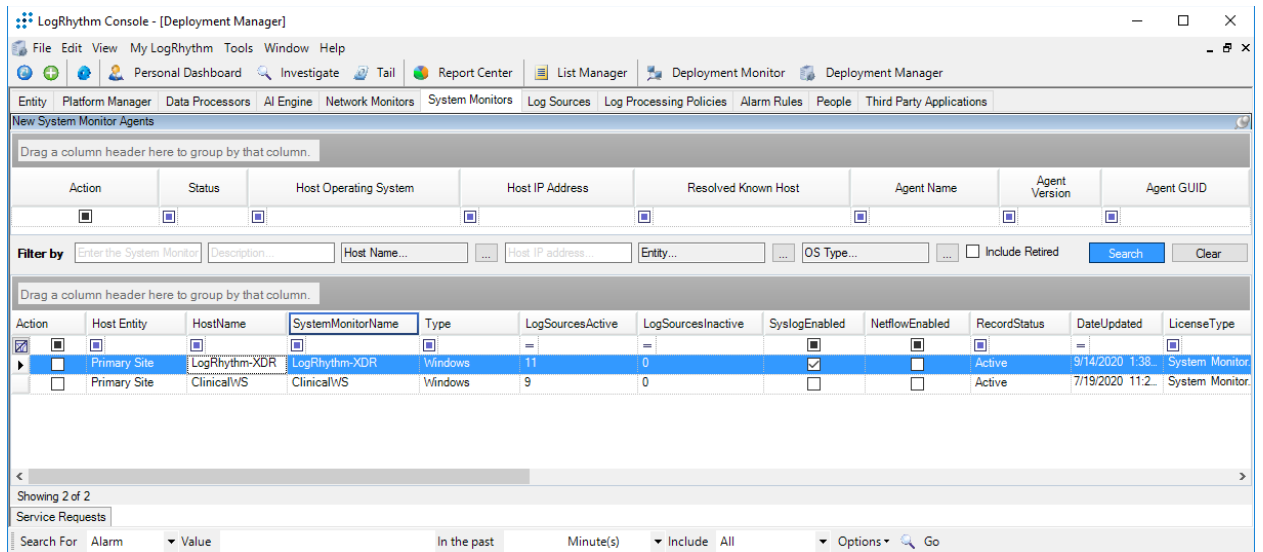 LogRhythm Console - [Deployment Manager]
File Edit View My LogRhythm Tools Window Help
Personal Dashboard Investigate Tail Report Center List Manager Deployment Monitor Deployment Manager
Entity Platform Manager Data Processors AI Engine Network Monitors System Monitors Log Sources Log Processing Policies Alarm Rules People Third Party Applications
New System Monitor Agents
Drag a column header here to group by that column.
Action Status Host Operating System Host IP Address Resolved Known Host Agent Name Agent Version Agent GUID
Filter by Enter the System Monitor Description... Host Name... ... Host IP address... Entity... ... OS Type... ... Include Retired Search Clear
Drag a column header here to group by that column.
Action Host Entity HostName SystemMonitorName Type LogSourcesActive LogSourcesInactive SyslogEnabled NetflowEnabled RecordStatus DateUpdated LicenseType
= = =
Primary Site LogRhythm-XDR LogRhythm-XDR Windows 11 0 Active 9/14/2020 1:38... System Monitor.
Primary Site ClinicalWS ClinicalWS Windows 9 0 Active 7/19/2020 11:2... System Monitor.
Showing 2 of 2
Service Requests
Search For Alarm Value In the past Minute(s) Include All Options Go